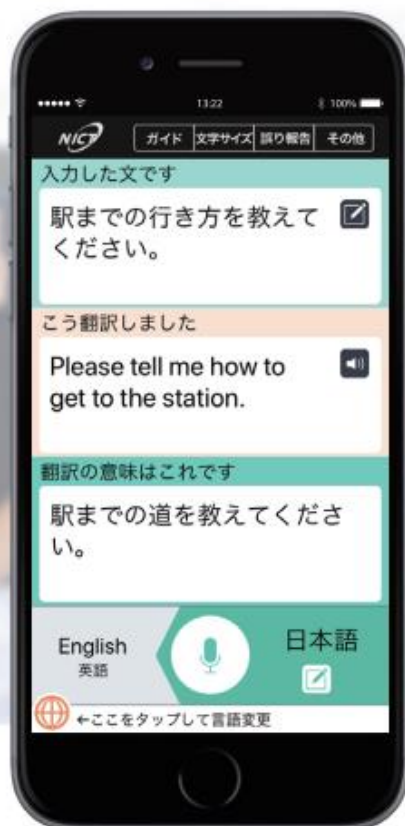 13:22
100%
NICT
ガイド 文字サイズ 誤り報告 その他
入力した文です
駅までの行き方を教えて
ください。
こう翻訳しました
Please tell me how to
get to the station.
翻訳の意味はこれです
駅までの道を教えてくださ
い。
English
英語
日本語
←ここをタップして言語変更